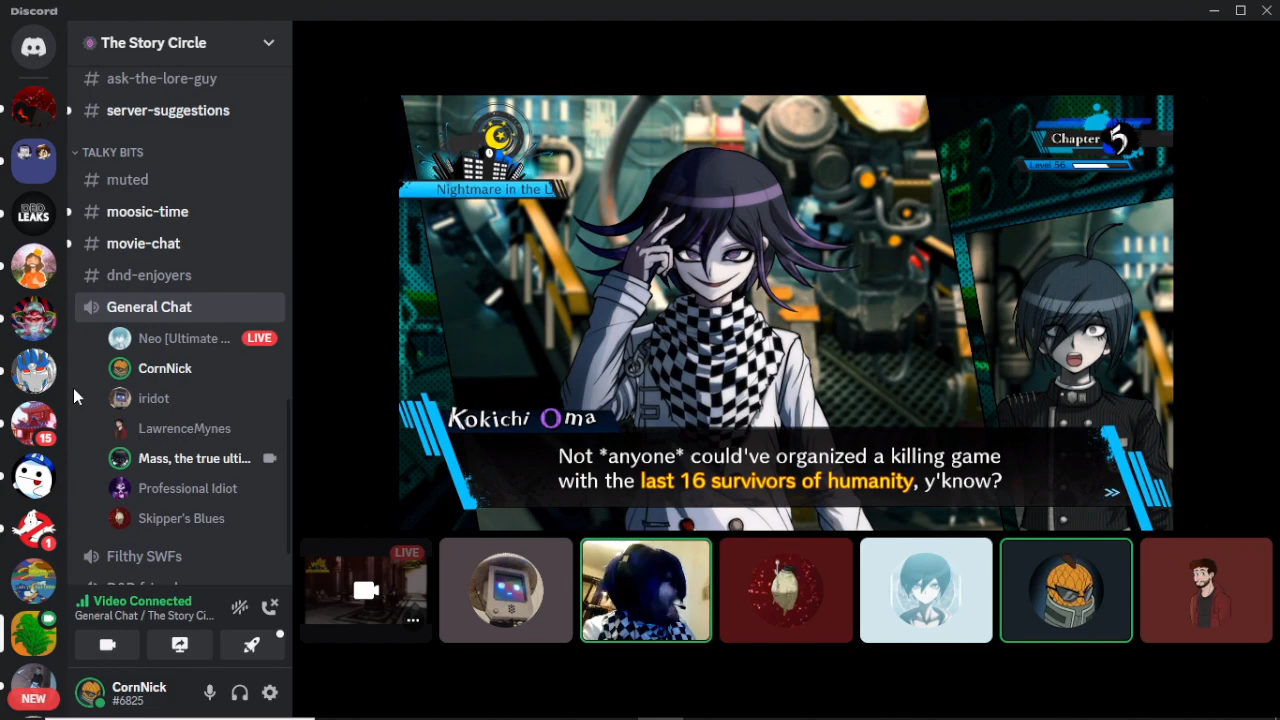 Discord
The Story Circle
# ask-the-lore-guy
# server-suggestions
TALKY BITS
# muted
# moosic-time
# movie-chat
# dnd-enjoyers
General Chat
Neo [Ultimate ...
LIVE
CornNick
iridot
LawrenceMynes
Mass, the true ulti...
Professional Idiot
Skipper's Blues
Filthy SWFs
Video Connected
General Chat / The Story Ci...
CornNick
#6825
DBD
LEAKS
15
1
NEW
Nightmare in the
Chapter 5
Level 56
Kokichi Oma
Not *anyone* could've organized a killing game
with the last 16 survivors of humanity, y'know?
LIVE